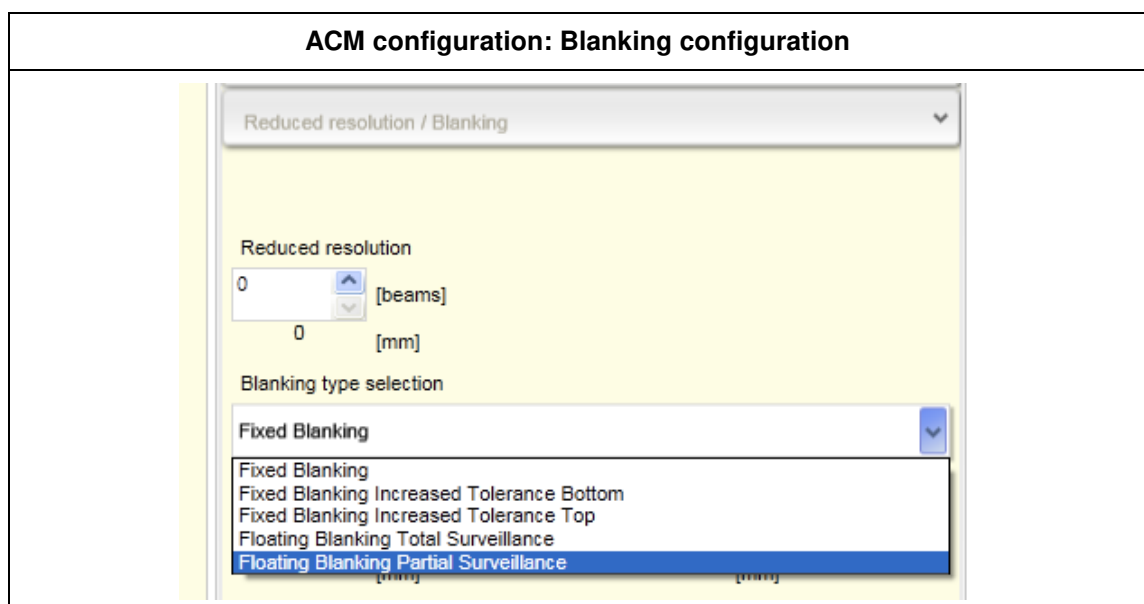 ACM configuration: Blanking configuration
Reduced resolution / Blanking
Reduced resolution
0
[beams]
0
[mm]
Blanking type selection
Fixed Blanking
Fixed Blanking
Fixed Blanking Increased Tolerance Bottom
Fixed Blanking Increased Tolerance Top
Floating Blanking Total Surveillance
Floating Blanking Partial Surveillance
[mm] [mm]